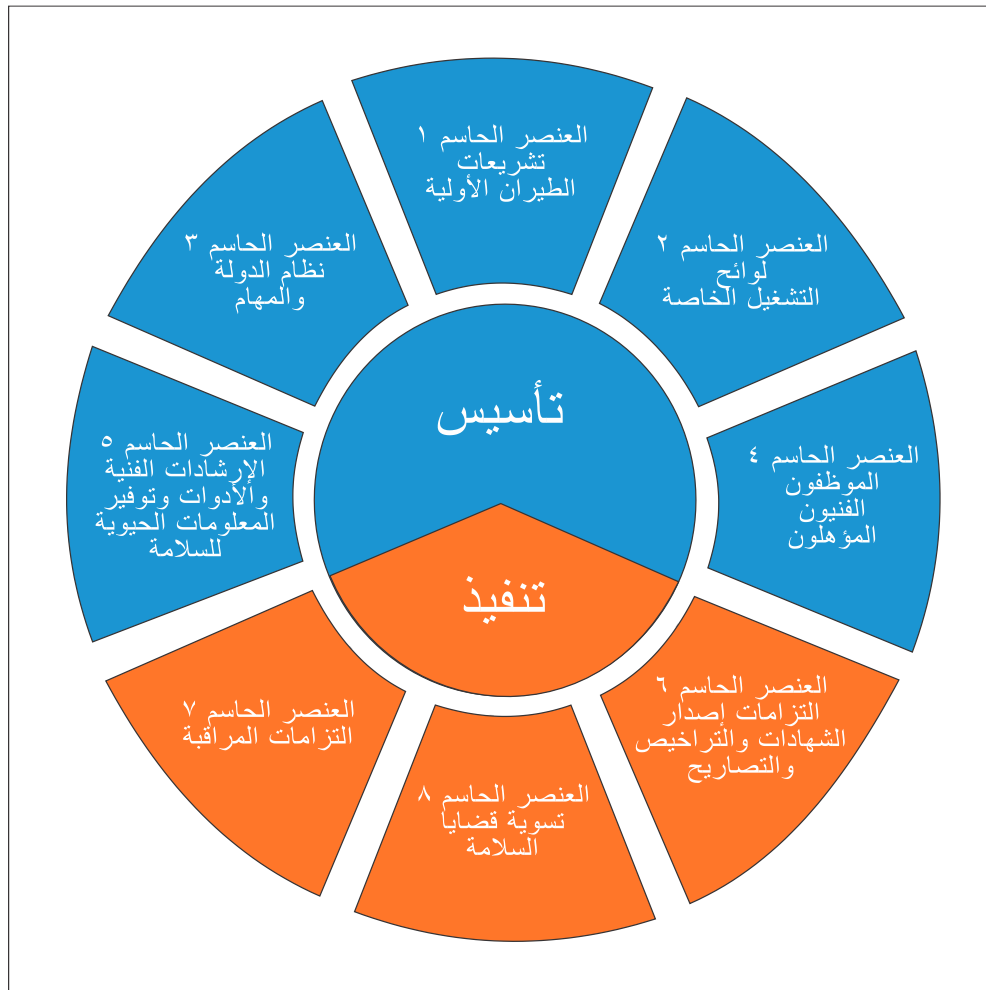 العنصر الحاسم ١
تشريعات
الطيران الأولية
العنصر الحاسم ٢
لوائح
التشغيل الخاصة
العنصر الحاسم ٣
نظام الدولة
والمهام
العنصر الحاسم ٤
الموظفون
الفنيون
المؤهلون
العنصر الحاسم ٥
الإرشادات الفنية
والأدوات وتوفير
المعلومات الحيوية
للسلامة
العنصر الحاسم ٦
التزامات إصدار
الشهادات والتراخيص
والتصاريح
العنصر الحاسم ٧
التزامات المراقبة
العنصر الحاسم ٨
تسوية قضايا
السلامة
تأسيس
تنفيذ